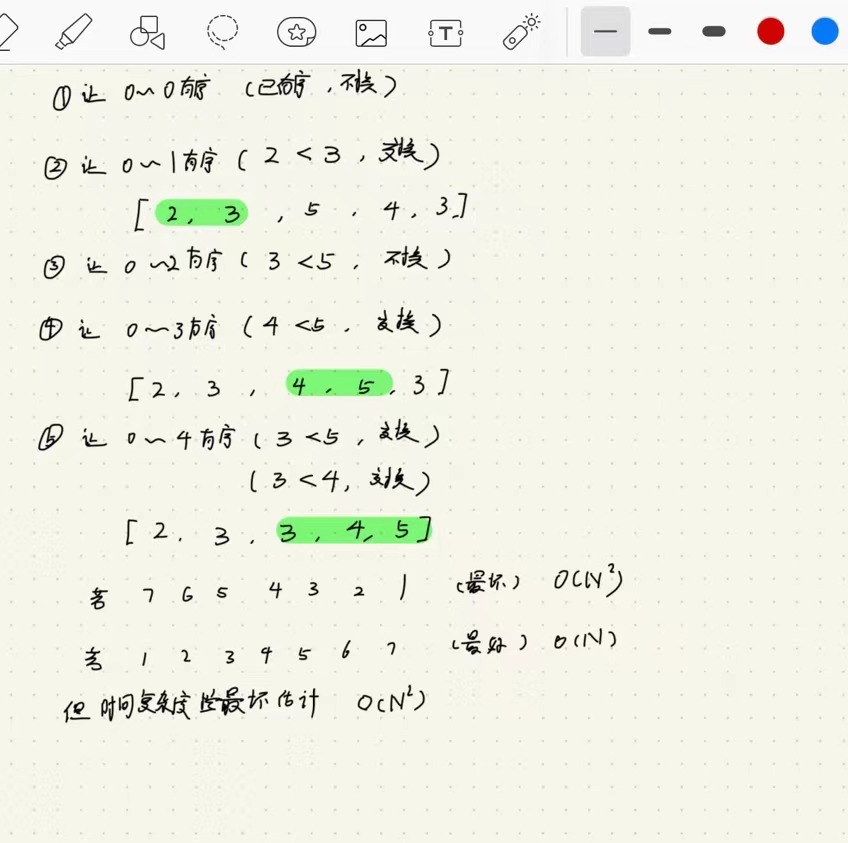 ① 让 0~0有序 (已有序,不换)
② 让 0~1有序 ( 2 < 3 , 交换)
[ 2, 3 , 5 , 4, 3 ]
③ 让 0~2有序 ( 3 <5 , 不换 )
④ 让 0~3有序 ( 4 <5 , 交换 )
[ 2, 3 , 4, 5, 3 ]
⑤ 让 0~4有序 ( 3 <5 , 交换 )
( 3 < 4, 交换 )
[ 2, 3 , 3, 4, 5 ]
若 7 6 5 4 3 2 1 (最坏) O(N²)
若 1 2 3 4 5 6 7 (最好) O(N)
但 时间复杂度 按最坏估计 O(N²)